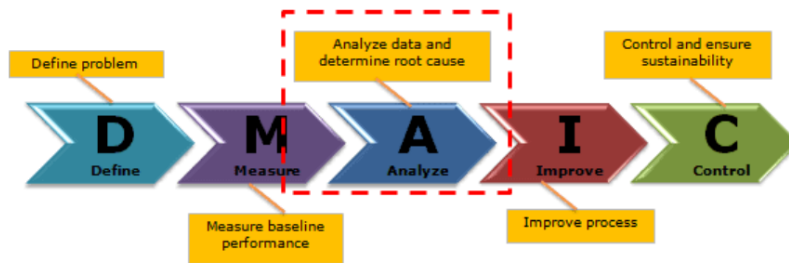 Analyze data and
determine root cause
Control and ensure
sustainability
Define problem
D
Define
M
Measure
A
Analyze
I
Improve
C
Control
Measure baseline
performance
Improve process